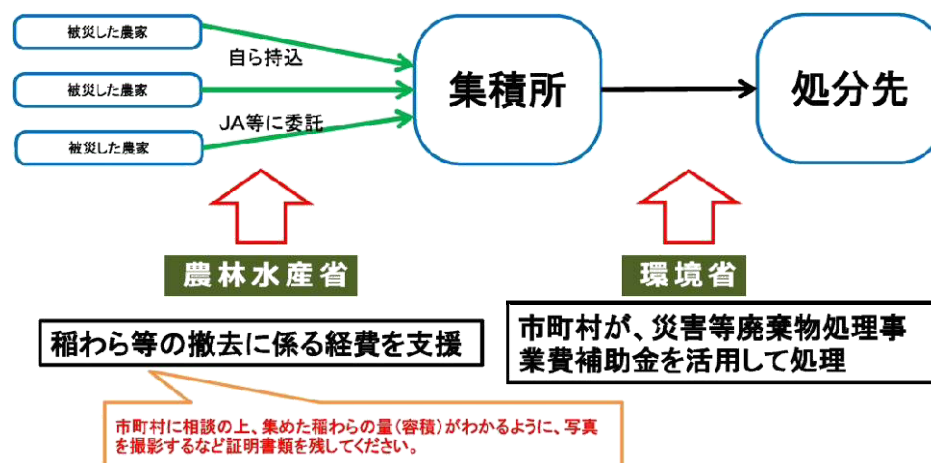 被災した農家
自ら持込
被災した農家
JA等に委託
被災した農家
集積所
処分先
農林水産省
環境省
稲わら等の撤去に係る経費を支援
市町村が、災害等廃棄物処理事
業費補助金を活用して処理
市町村に相談の上、集めた稲わらの量(容積)がわかるように、写真
を撮影するなど証明書類を残してください。